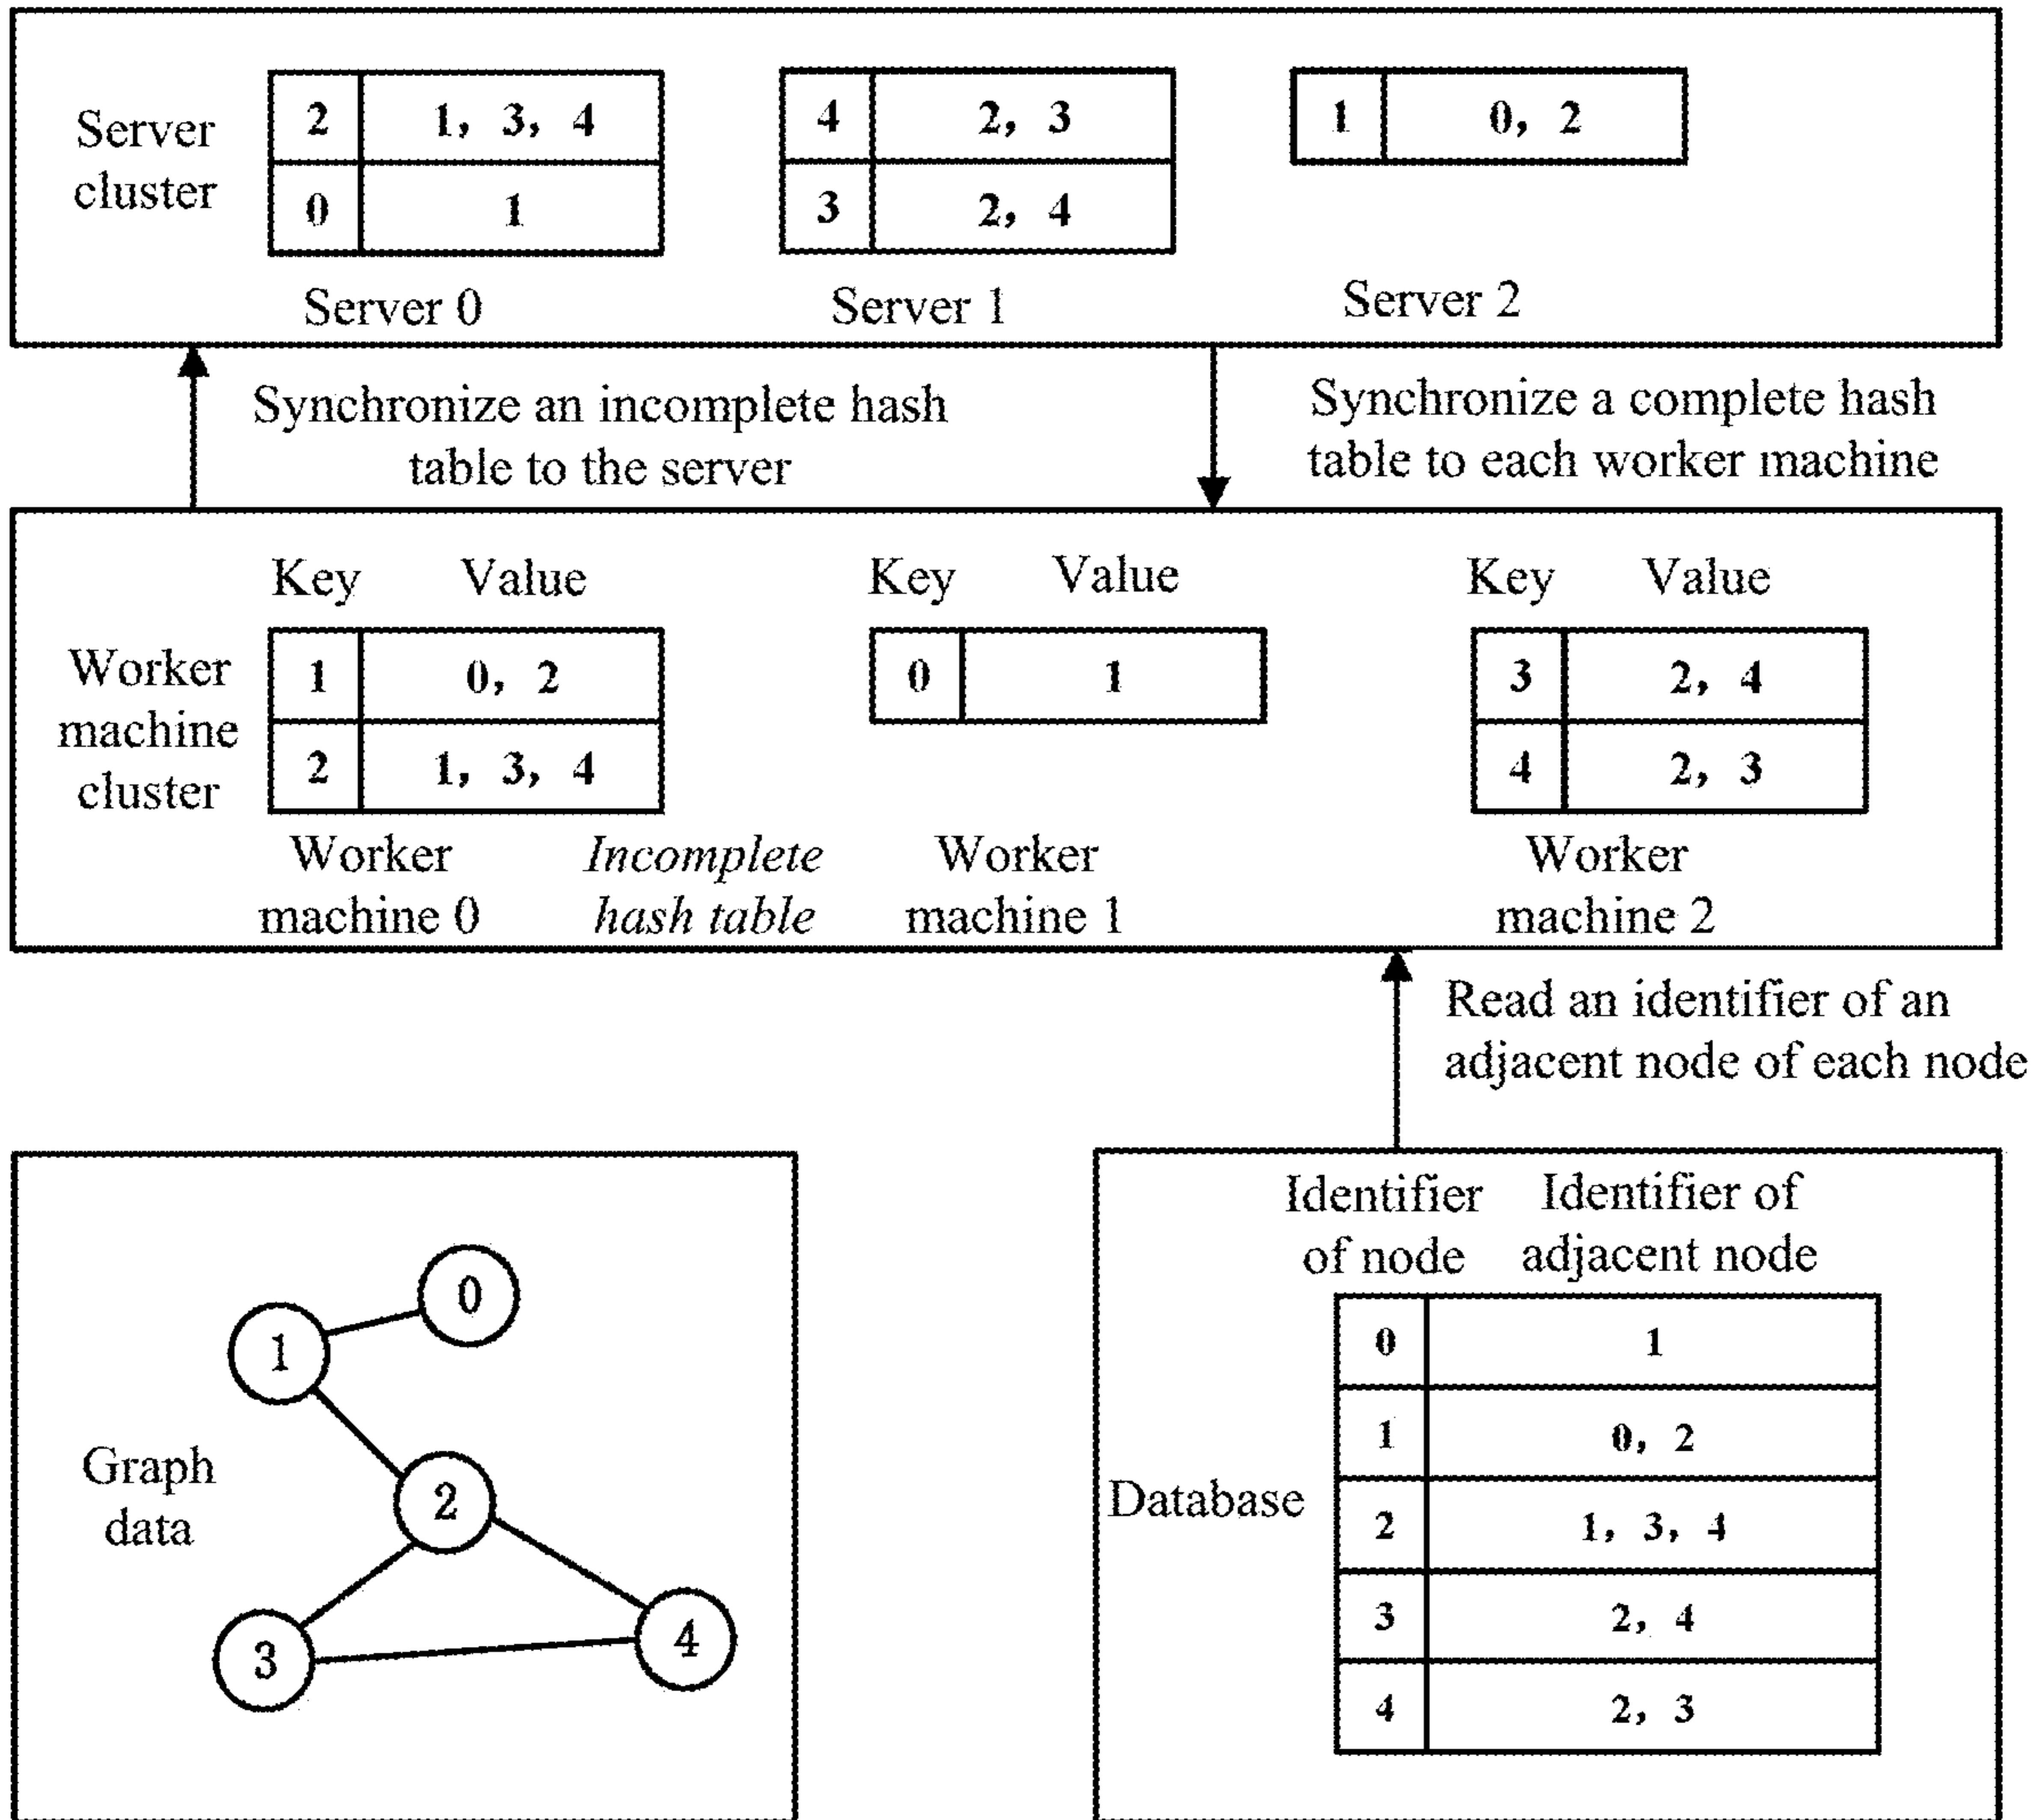 Server
cluster
2 1, 3, 4
0 1
Server 0
4 2, 3
3 2, 4
Server 1
1 0, 2
Server 2
Synchronize an incomplete hash
table to the server
Synchronize a complete hash
table to each worker machine
Worker
machine
cluster
Key Value
1 0, 2
2 1, 3, 4
Worker
machine 0
Incomplete
hash table
Key Value
0 1
Worker
machine 1
Key Value
3 2, 4
4 2, 3
Worker
machine 2
Read an identifier of an
adjacent node of each node
Graph
data
0
1
2
3
4
Database
Identifier
of node
Identifier of
adjacent node
0 1
1 0, 2
2 1, 3, 4
3 2, 4
4 2, 3